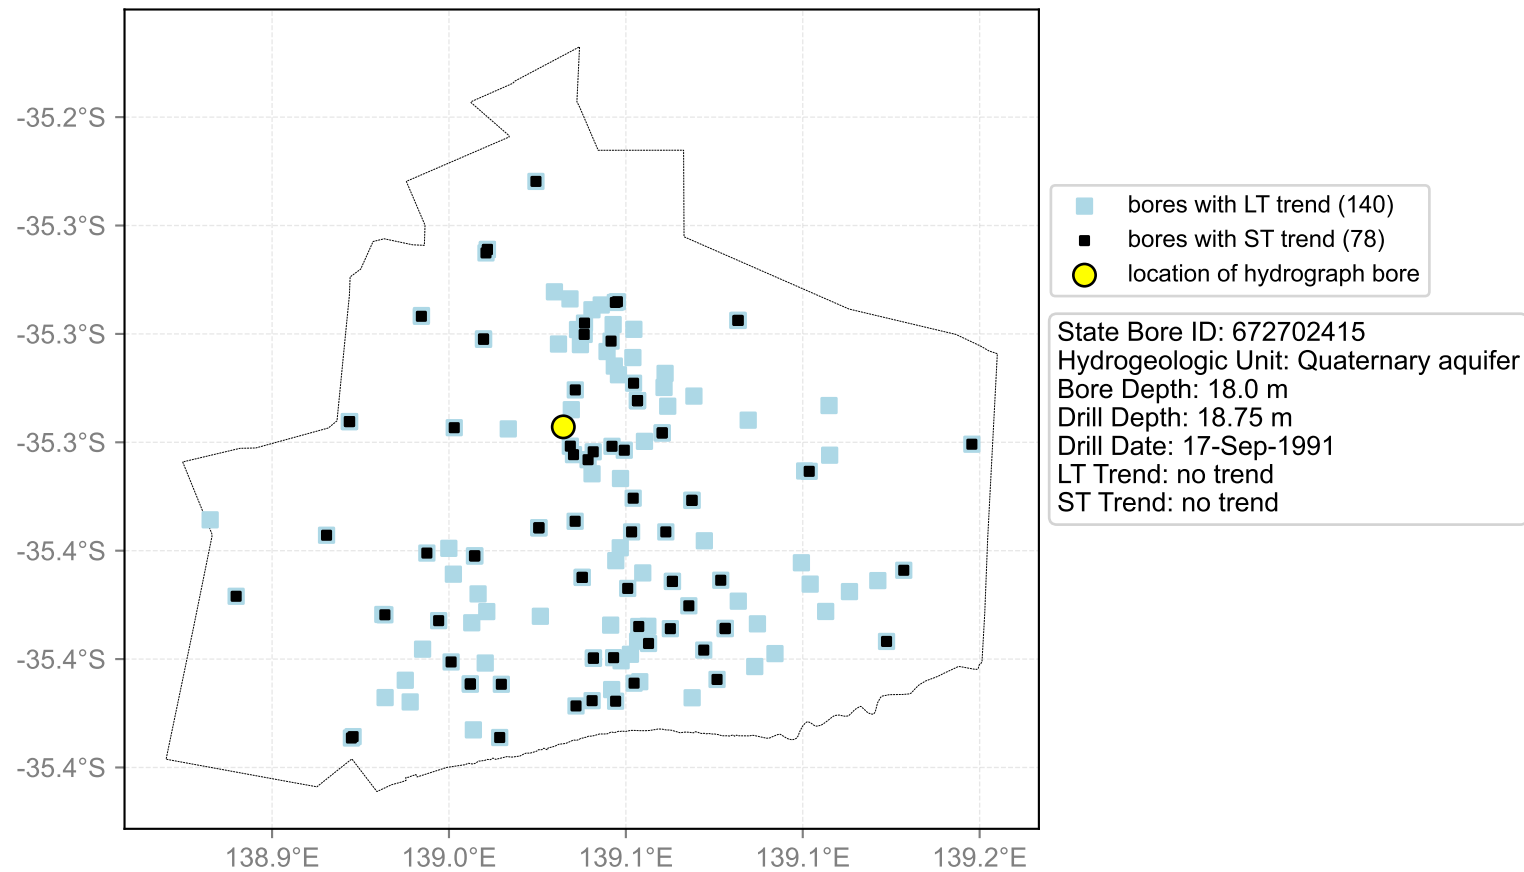 -35.2°S
-35.3°S
-35.3°S
-35.3°S
-35.4°S
-35.4°S
-35.4°S
138.9°E
139.0°E
139.1°E
139.1°E
139.2°E
bores with LT trend (140)
bores with ST trend (78)
location of hydrograph bore
State Bore ID: 672702415
Hydrogeologic Unit: Quaternary aquifer
Bore Depth: 18.0 m
Drill Depth: 18.75 m
Drill Date: 17-Sep-1991
LT Trend: no trend
ST Trend: no trend